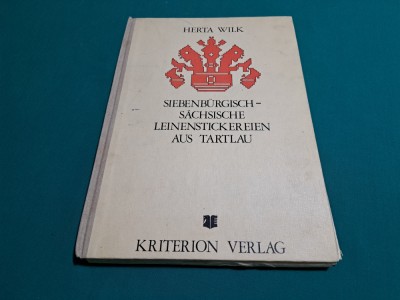 HERTA WILK
SIEBENBÜRGISCH-
SÄCHSISCHE
LEINENSTICKEREIEN
AUS TARTLAU
KRITERION VERLAG